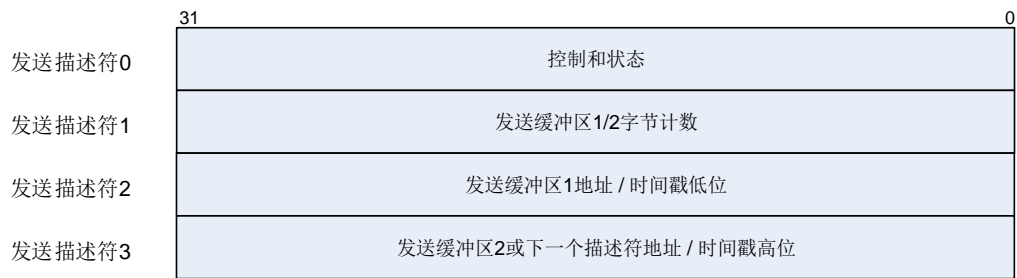 31 0
发送描述符0 控制和状态
发送描述符1 发送缓冲区1/2字节计数
发送描述符2 发送缓冲区1地址 / 时间戳低位
发送描述符3 发送缓冲区2或下一个描述符地址 / 时间戳高位